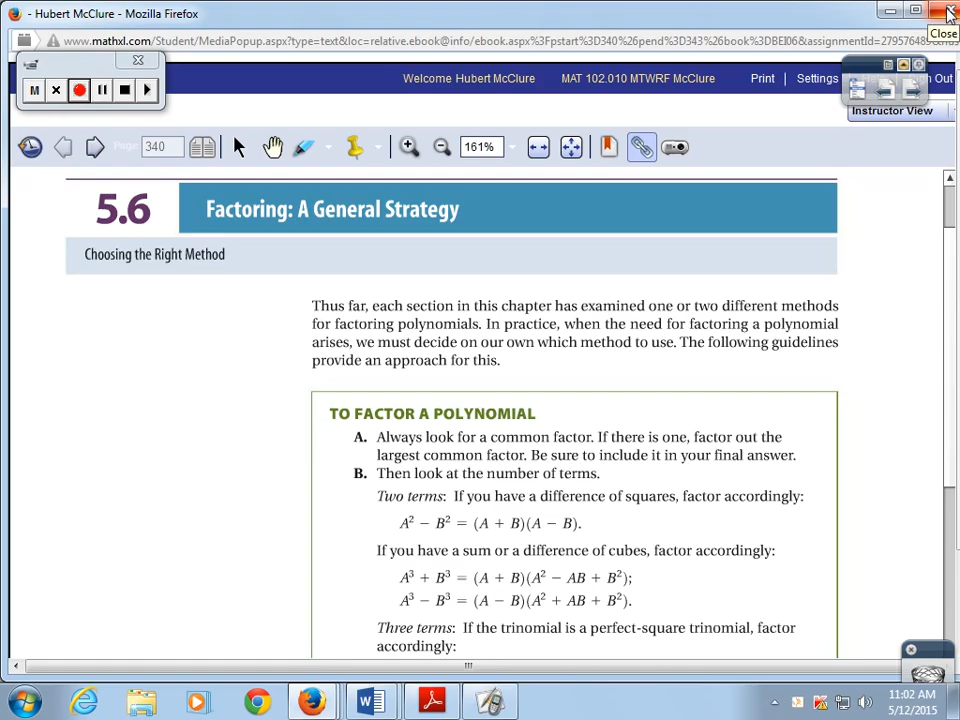 - Hubert McClure - Mozilla Firefox
Close
www.mathxl.com/Student/MediaPopup.aspx?type=text&loc=relative.ebook@info/ebook.aspx%3Fpstart%3D340%26pend%3D343%26book%3DBEI06&assignmentId=279576485
M
Welcome Hubert McClure
MAT 102.010 MTWRF McClure
Print
Settings
Out
Instructor View
Page
340
161%
5.6
Factoring: A General Strategy
Choosing the Right Method
Thus far, each section in this chapter has examined one or two different methods
for factoring polynomials. In practice, when the need for factoring a polynomial
arises, we must decide on our own which method to use. The following guidelines
provide an approach for this.
TO FACTOR A POLYNOMIAL
A. Always look for a common factor. If there is one, factor out the
largest common factor. Be sure to include it in your final answer.
B. Then look at the number of terms.
Two terms: If you have a difference of squares, factor accordingly:
A² − B² = (A + B)(A − B).
If you have a sum or a difference of cubes, factor accordingly:
A³ + B³ = (A + B)(A² − AB + B²);
A³ − B³ = (A − B)(A² + AB + B²).
Three terms: If the trinomial is a perfect-square trinomial, factor
accordingly:
11:02 AM
5/12/2015